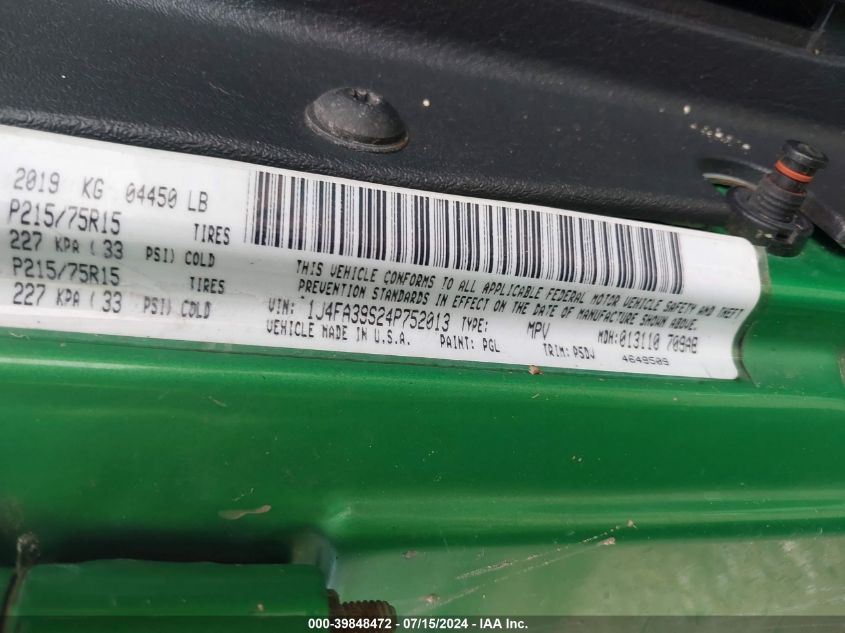 2019 KG 04450 LB
P215/75R15 TIRES
227 KPA ( 33 PSI) COLD
P215/75R15 TIRES
227 KPA ( 33 PSI) COLD
THIS VEHICLE CONFORMS TO ALL APPLICABLE FEDERAL MOTOR VEHICLE SAFETY AND THEFT
PREVENTION STANDARDS IN EFFECT ON THE DATE OF MANUFACTURE SHOWN ABOVE.
VIN: 1J4FA39S24P752013 TYPE: MPV MDH:013110 709AB
VEHICLE MADE IN U.S.A. PAINT: PGL TRIM: PSDV 4649509
000-39848472 - 07/15/2024 - IAA Inc.